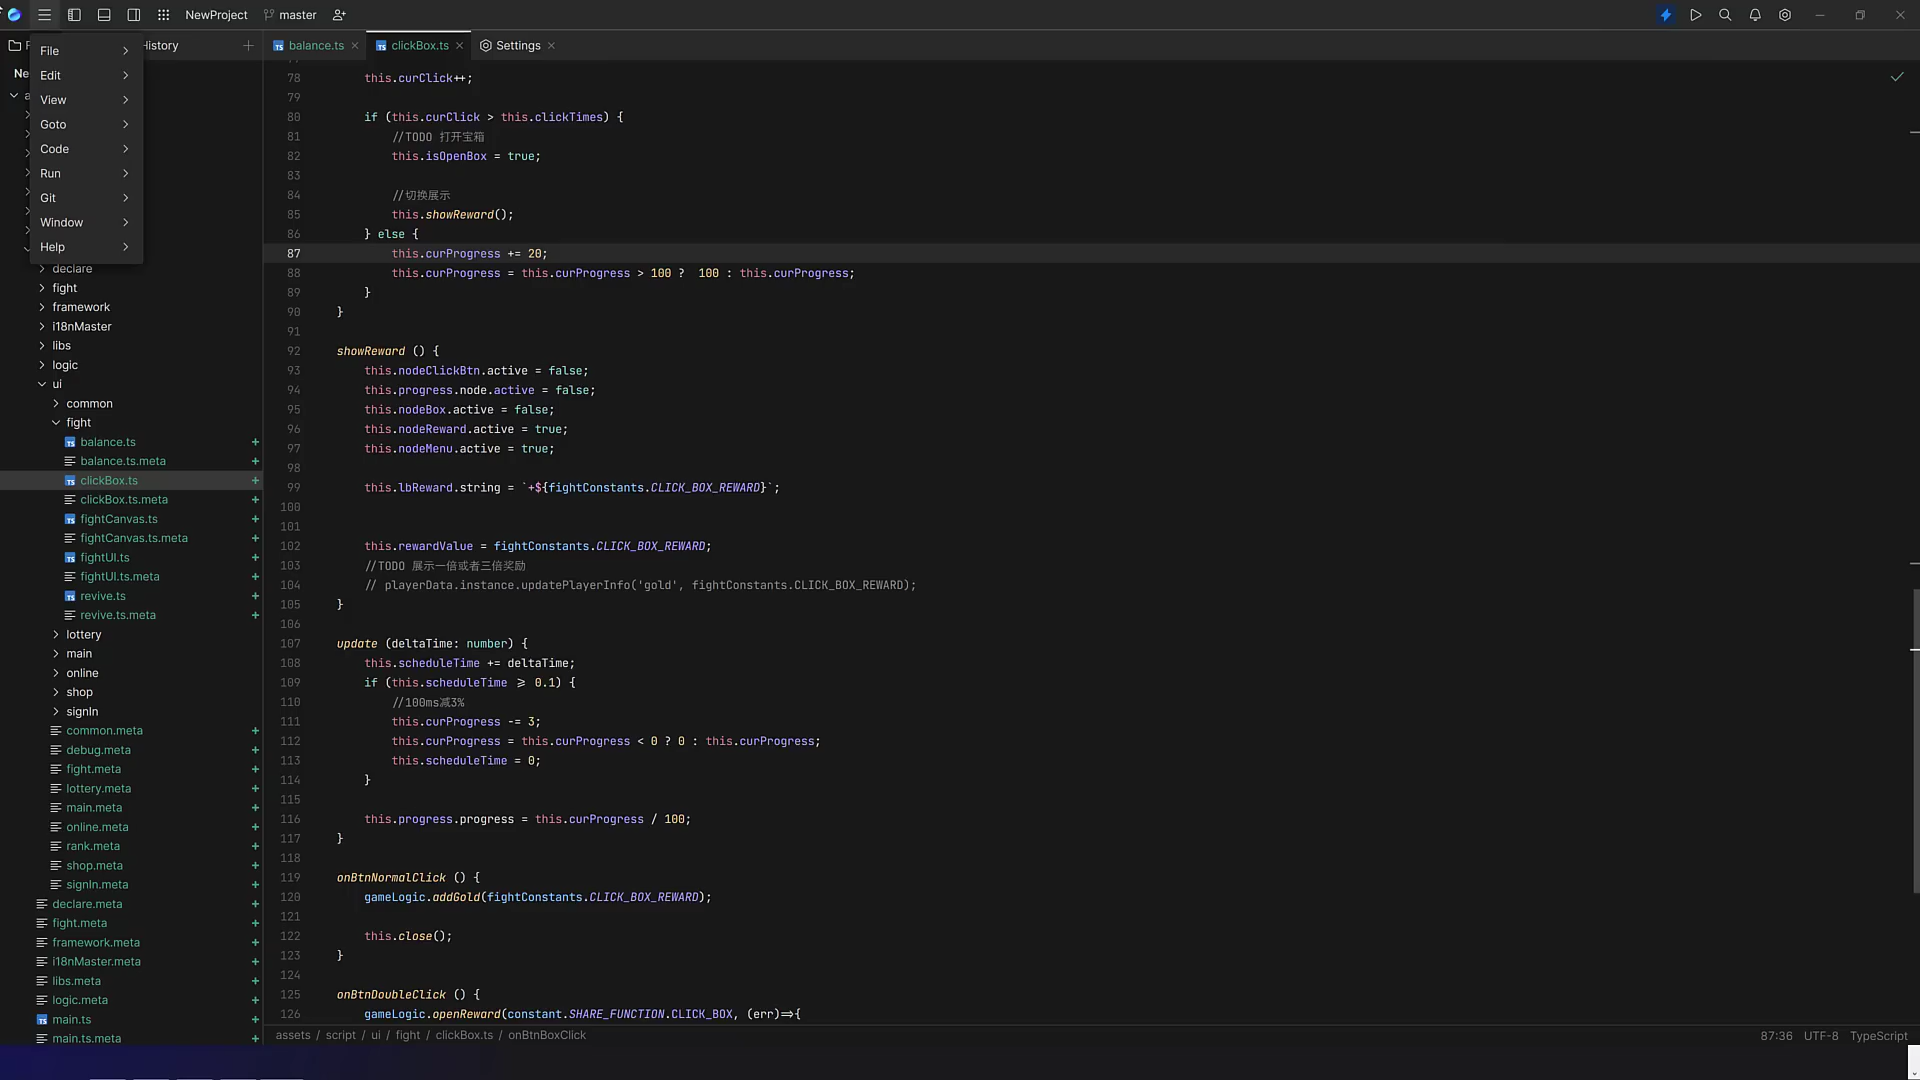 NewProject master
History balance.ts clickBox.ts Settings
File
Edit
View
Goto
Code
Run
Git
Window
Help
declare
fight
framework
i18nMaster
libs
logic
ui
common
fight
balance.ts
balance.ts.meta
clickBox.ts
clickBox.ts.meta
fightCanvas.ts
fightCanvas.ts.meta
fightUI.ts
fightUI.ts.meta
revive.ts
revive.ts.meta
lottery
main
online
shop
signIn
common.meta
debug.meta
fight.meta
lottery.meta
main.meta
online.meta
rank.meta
shop.meta
signIn.meta
declare.meta
fight.meta
framework.meta
i18nMaster.meta
libs.meta
logic.meta
main.ts
main.ts.meta
78 this.curClick++;
79
80 if (this.curClick > this.clickTimes) {
81 //TODO 打开宝箱
82 this.isOpenBox = true;
83
84 //切换展示
85 this.showReward();
86 } else {
87 this.curProgress += 20;
88 this.curProgress = this.curProgress > 100 ?  100 : this.curProgress;
89 }
90 }
91
92 showReward () {
93 this.nodeClickBtn.active = false;
94 this.progress.node.active = false;
95 this.nodeBox.active = false;
96 this.nodeReward.active = true;
97 this.nodeMenu.active = true;
98
99 this.lbReward.string = `+${fightConstants.CLICK_BOX_REWARD}`;
100
101
102 this.rewardValue = fightConstants.CLICK_BOX_REWARD;
103 //TODO 展示一倍或者三倍奖励
104 // playerData.instance.updatePlayerInfo('gold', fightConstants.CLICK_BOX_REWARD);
105 }
106
107 update (deltaTime: number) {
108 this.scheduleTime += deltaTime;
109 if (this.scheduleTime >= 0.1) {
110 //100ms减3%
111 this.curProgress -= 3;
112 this.curProgress = this.curProgress < 0 ? 0 : this.curProgress;
113 this.scheduleTime = 0;
114 }
115
116 this.progress.progress = this.curProgress / 100;
117 }
118
119 onBtnNormalClick () {
120 gameLogic.addGold(fightConstants.CLICK_BOX_REWARD);
121
122 this.close();
123 }
124
125 onBtnDoubleClick () {
126 gameLogic.openReward(constant.SHARE_FUNCTION.CLICK_BOX, (err)=>{
assets / script / ui / fight / clickBox.ts / onBtnBoxClick 87:36 UTF-8 TypeScript